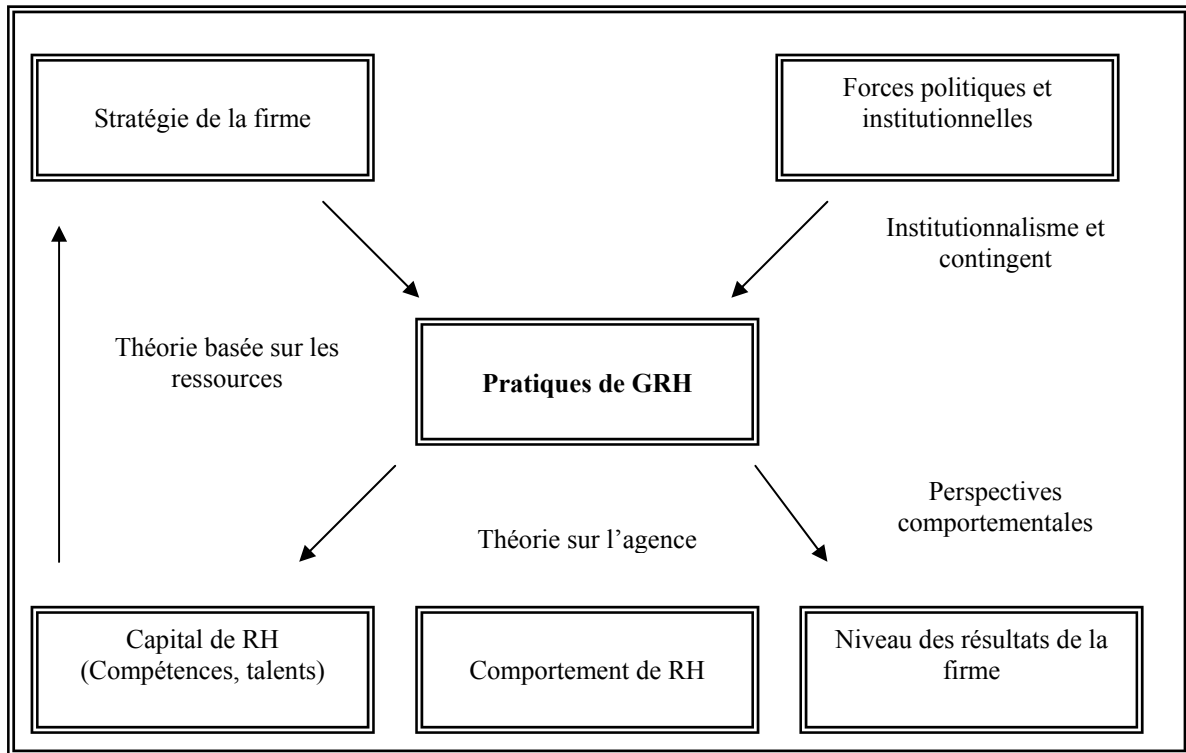 Stratégie de la firme
Forces politiques et
institutionnelles
Institutionnalisme et
contingent
Théorie basée sur les
ressources
Pratiques de GRH
Perspectives
comportementales
Théorie sur l’agence
Capital de RH
(Compétences, talents)
Comportement de RH
Niveau des résultats de la
firme